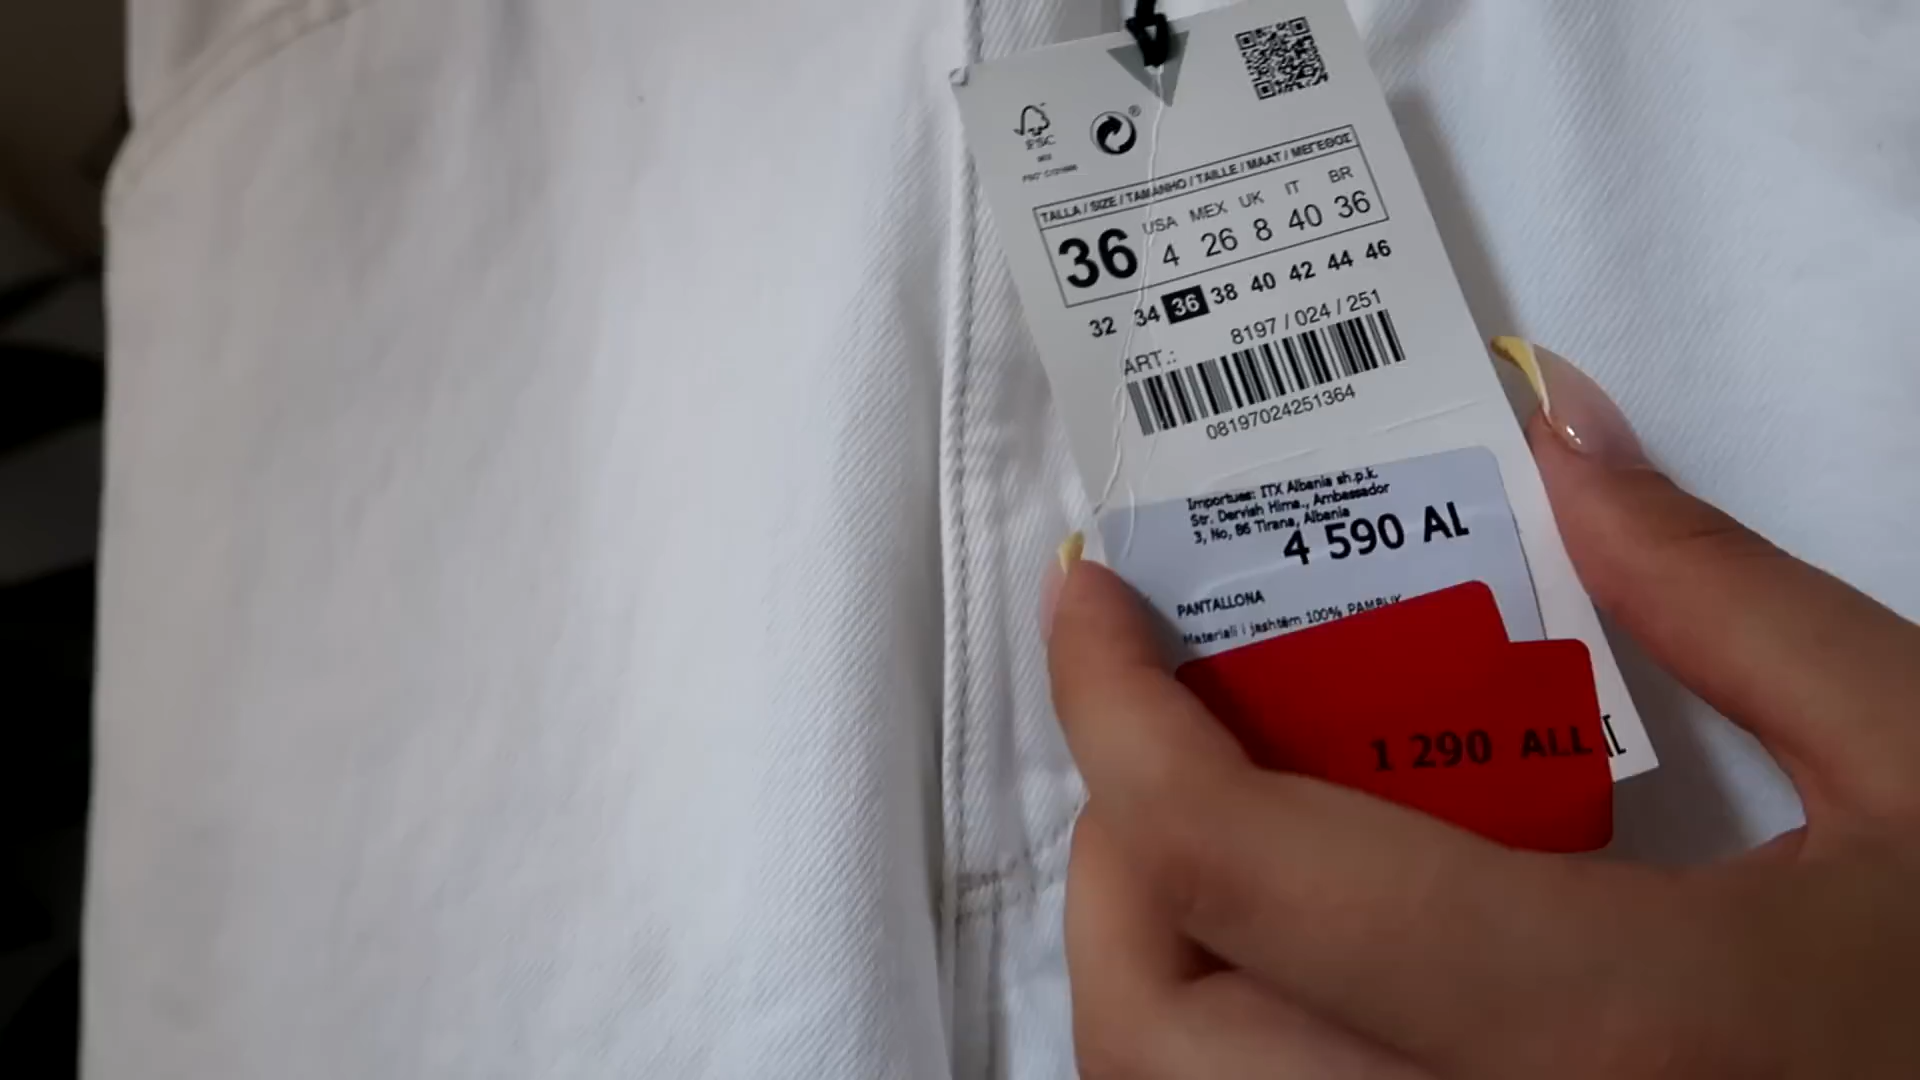 FSC
TALLA / SIZE / TAMANHO / TAILLE / MAAT / ΜΕΓΕΘΟΣ
USA MEX UK IT BR
36 4 26 8 40 36
32 34 36 38 40 42 44 46
8197 / 024 / 251
ART.:
08197024251364
Importues: ITX Albania sh.p.k.
Str. Dervish Hima., Ambassador
3, No, 86 Tirana, Albania
4 590 AL
PANTALLONA
Materiali i jashtëm 100% PAMBUK
1 290 ALL